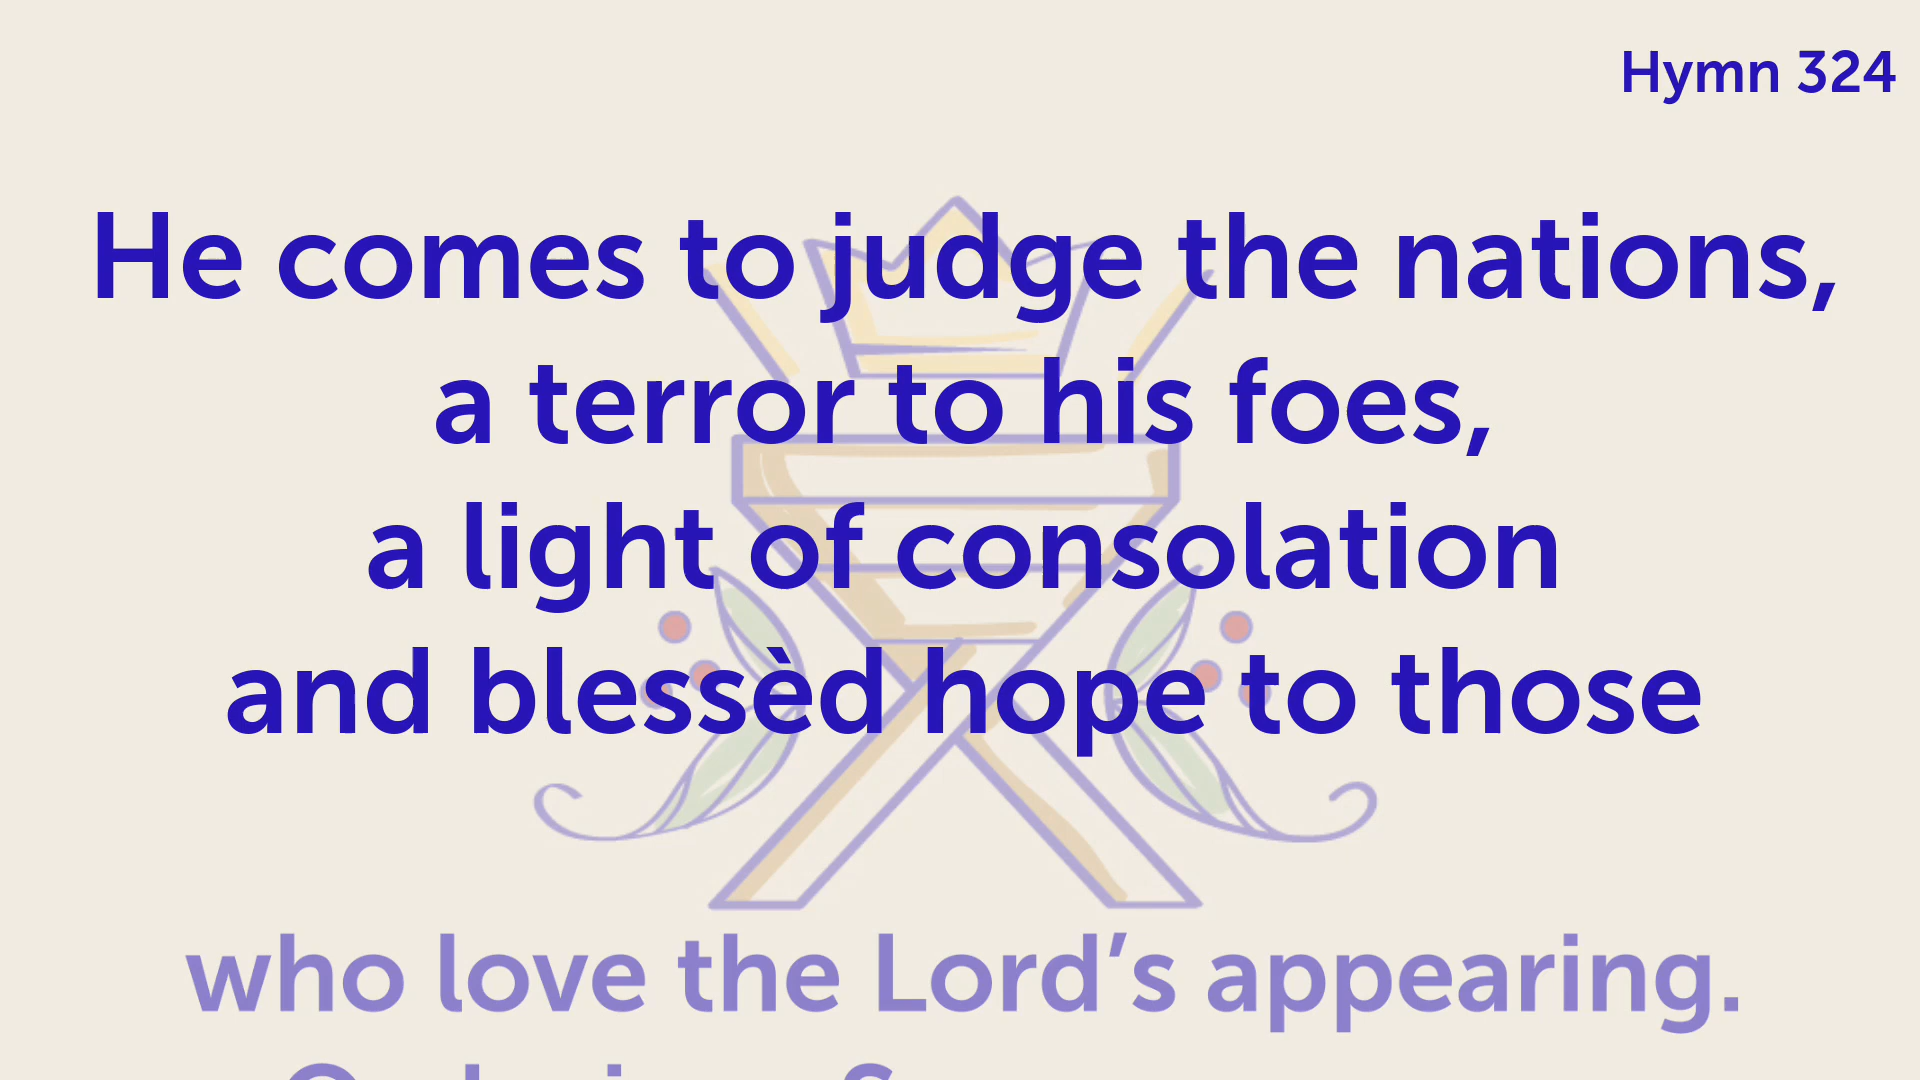 Hymn 324
He comes to judge the nations,
a terror to his foes,
a light of consolation
and blessèd hope to those
who love the Lord’s appearing.